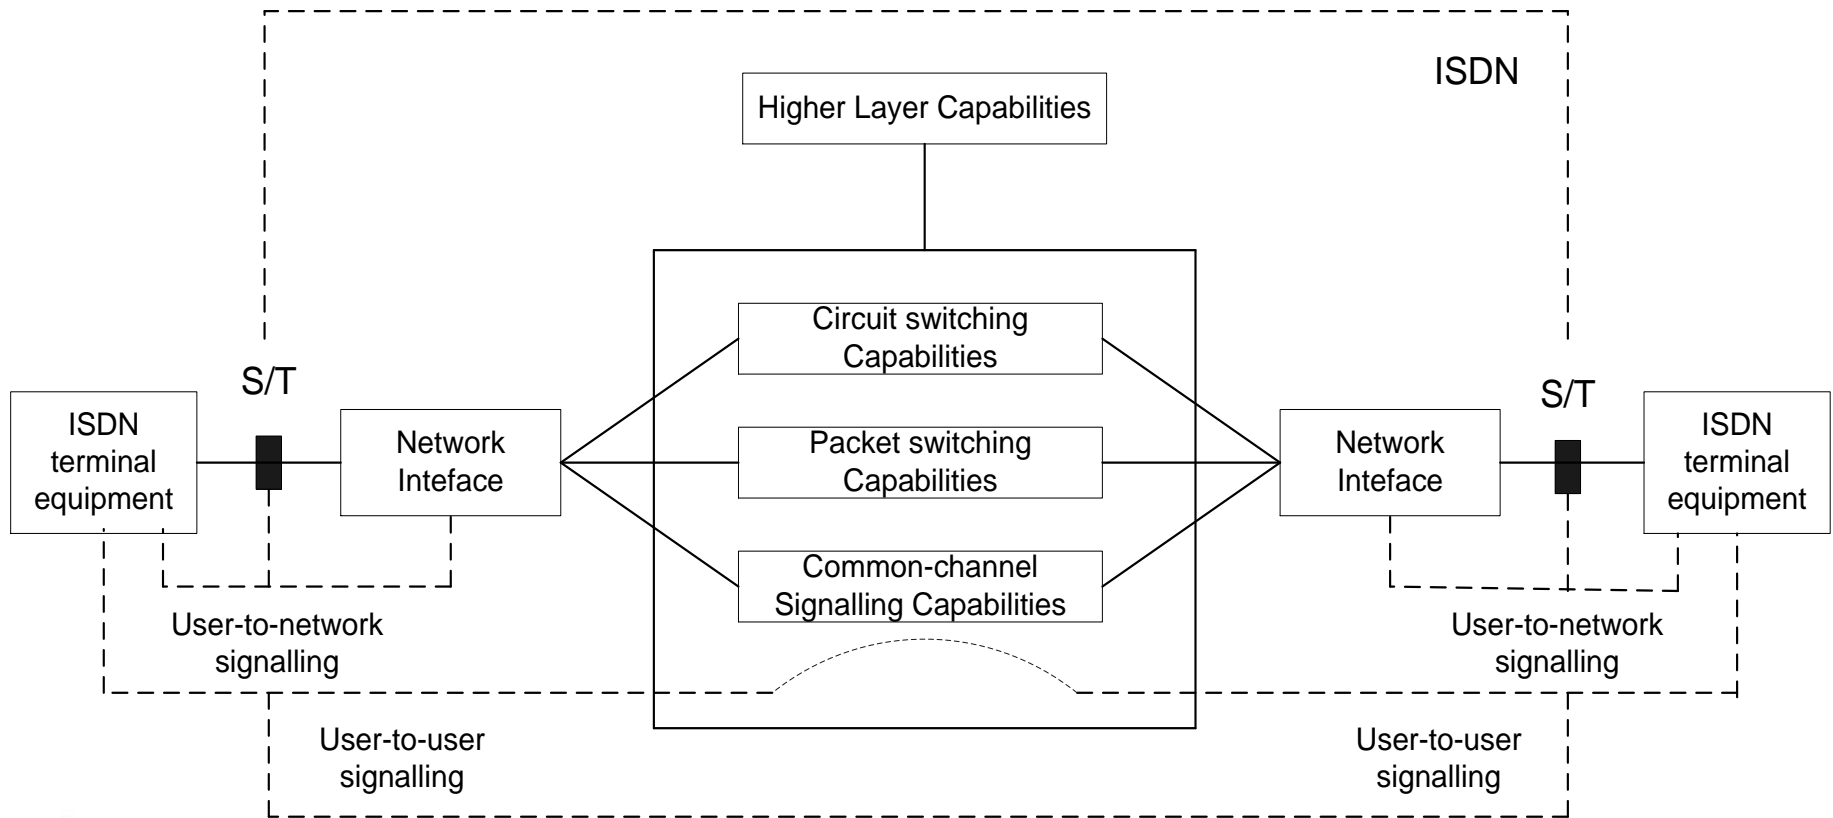 ISDN
Higher Layer Capabilities
Circuit switching
Capabilities
S/T
S/T
ISDN
terminal
equipment
Network
Inteface
Packet switching
Capabilities
Network
Inteface
ISDN
terminal
equipment
Common-channel
Signalling Capabilities
User-to-network
signalling
User-to-network
signalling
User-to-user
signalling
User-to-user
signalling